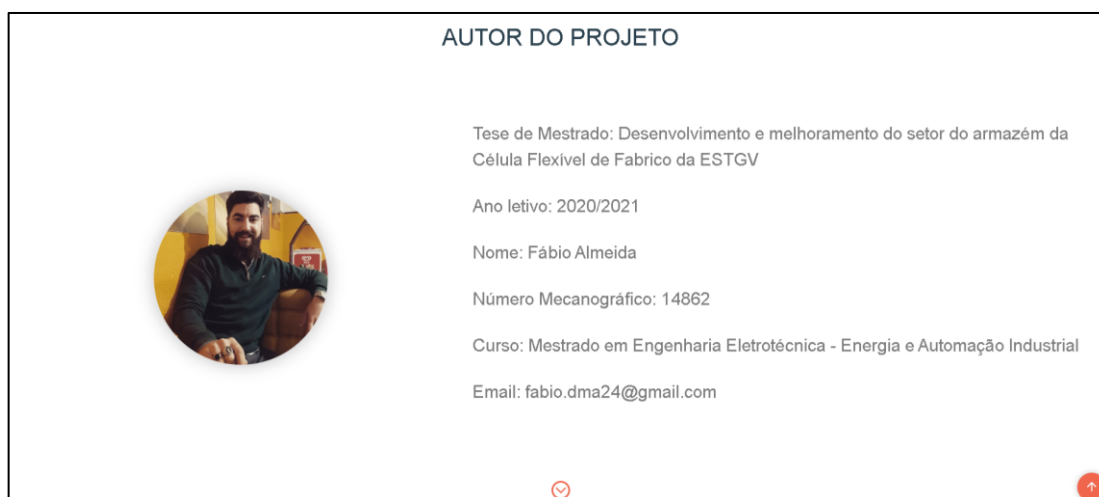 AUTOR DO PROJETO
Tese de Mestrado: Desenvolvimento e melhoramento do setor do armazém da
Célula Flexível de Fabrico da ESTGV
Ano letivo: 2020/2021
Nome: Fábio Almeida
Número Mecanográfico: 14862
Curso: Mestrado em Engenharia Eletrotécnica - Energia e Automação Industrial
Email: fabio.dma24@gmail.com